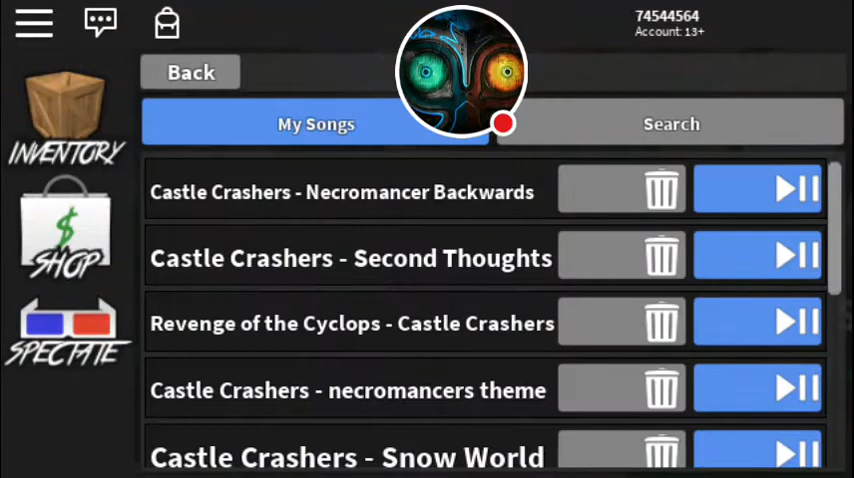 74544564
Account: 13+
Back
My Songs
Search
INVENTORY
Castle Crashers - Necromancer Backwards
$
SHOP
Castle Crashers - Second Thoughts
Revenge of the Cyclops - Castle Crashers
SPECTATE
Castle Crashers - necromancers theme
Castle Crashers - Snow World